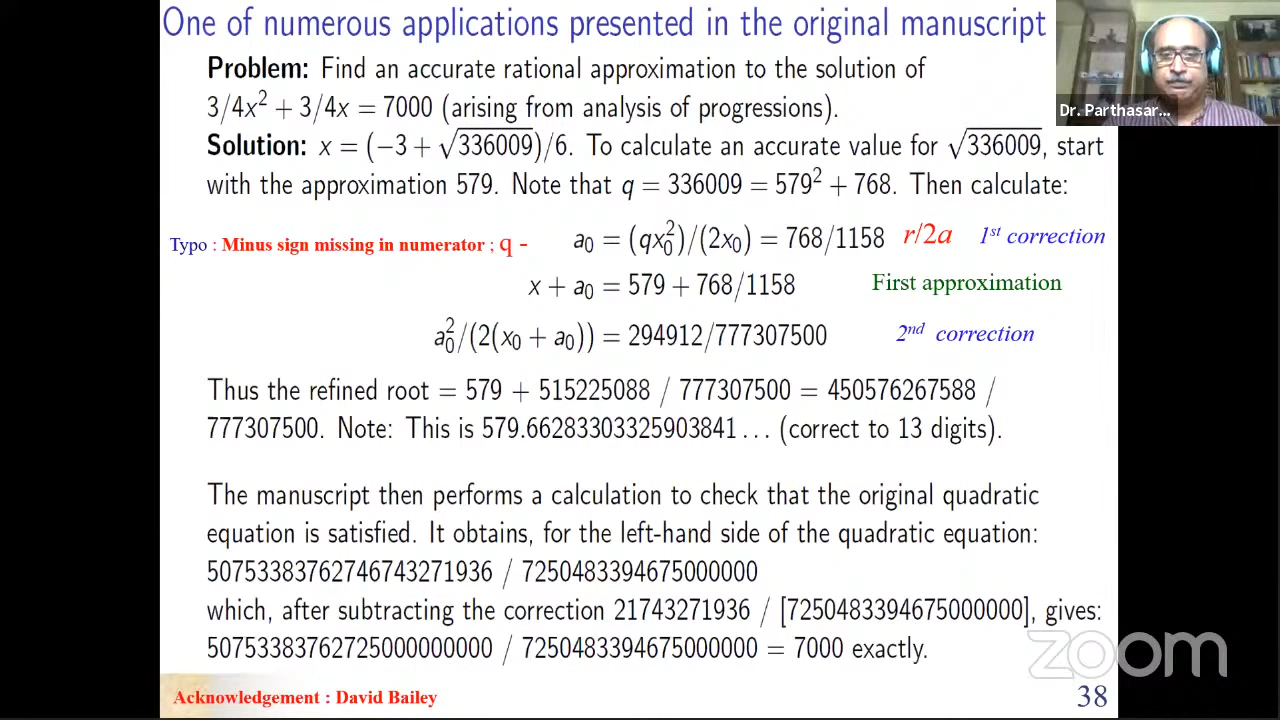 One of numerous applications presented in the original manuscript
Problem: Find an accurate rational approximation to the solution of
3/4x² + 3/4x = 7000 (arising from analysis of progressions).
Dr. Parthasar...
Solution: x = (−3 + √336009)/6. To calculate an accurate value for √336009, start
with the approximation 579. Note that q = 336009 = 579² + 768. Then calculate:
Typo : Minus sign missing in numerator ; q - a₀ = (qx₀²)/(2x₀) = 768/1158 r/2a 1st correction
x + a₀ = 579 + 768/1158 First approximation
a₀²/(2(x₀ + a₀)) = 294912/777307500 2nd correction
Thus the refined root = 579 + 515225088 / 777307500 = 450576267588 /
777307500. Note: This is 579.66283303325903841... (correct to 13 digits).
The manuscript then performs a calculation to check that the original quadratic
equation is satisfied. It obtains, for the left-hand side of the quadratic equation:
50753383762746743271936 / 7250483394675000000
which, after subtracting the correction 21743271936 / [7250483394675000000], gives:
50753383762725000000000 / 7250483394675000000 = 7000 exactly.
zoom
Acknowledgement : David Bailey
38